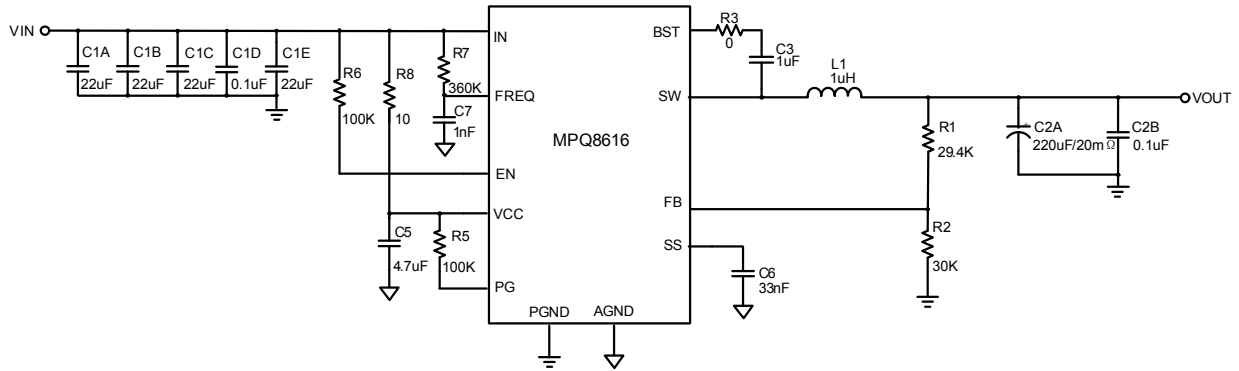 VIN
C1A
22uF
C1B
22uF
C1C
22uF
C1D
0.1uF
C1E
22uF
R6
100K
R8
10
R7
360K
C7
1nF
C5
4.7uF
R5
100K
IN
FREQ
EN
VCC
PG
MPQ8616
PGND
AGND
BST
SW
FB
SS
R3
0
C3
1uF
L1
1uH
R1
29.4K
R2
30K
C6
33nF
C2A
220uF/20mΩ
+
C2B
0.1uF
VOUT